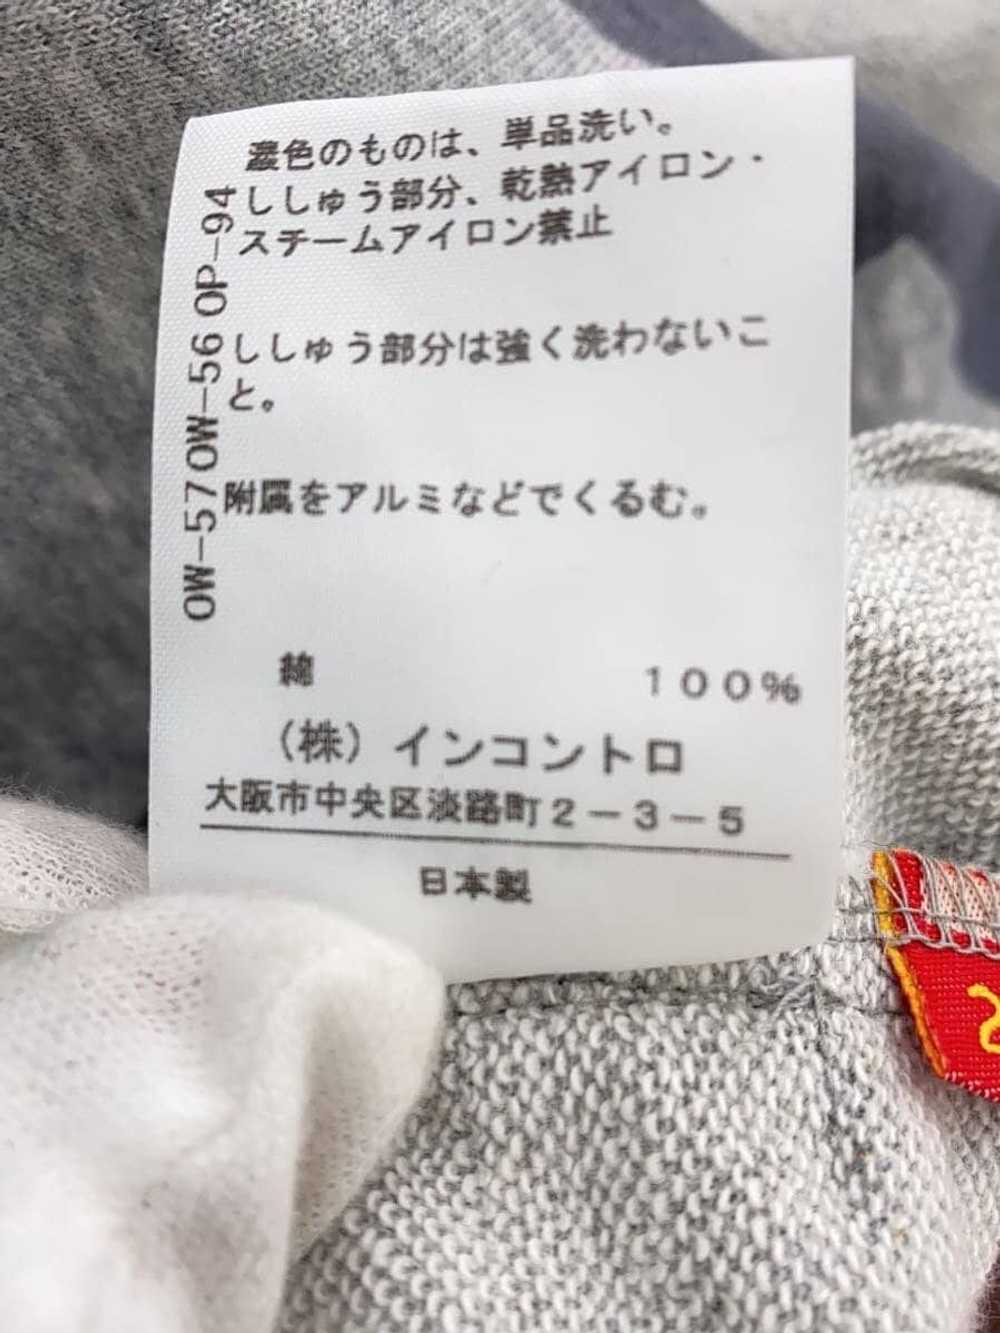 濃色のものは、単品洗い。
ししゅう部分、乾熱アイロン・
スチームアイロン禁止
ししゅう部分は強く洗わないこ
と。
附属をアルミなどでくるむ。
OW-57OW-56 OP-94
綿 100%
(株)インコントロ
大阪市中央区淡路町2-3-5
日本製